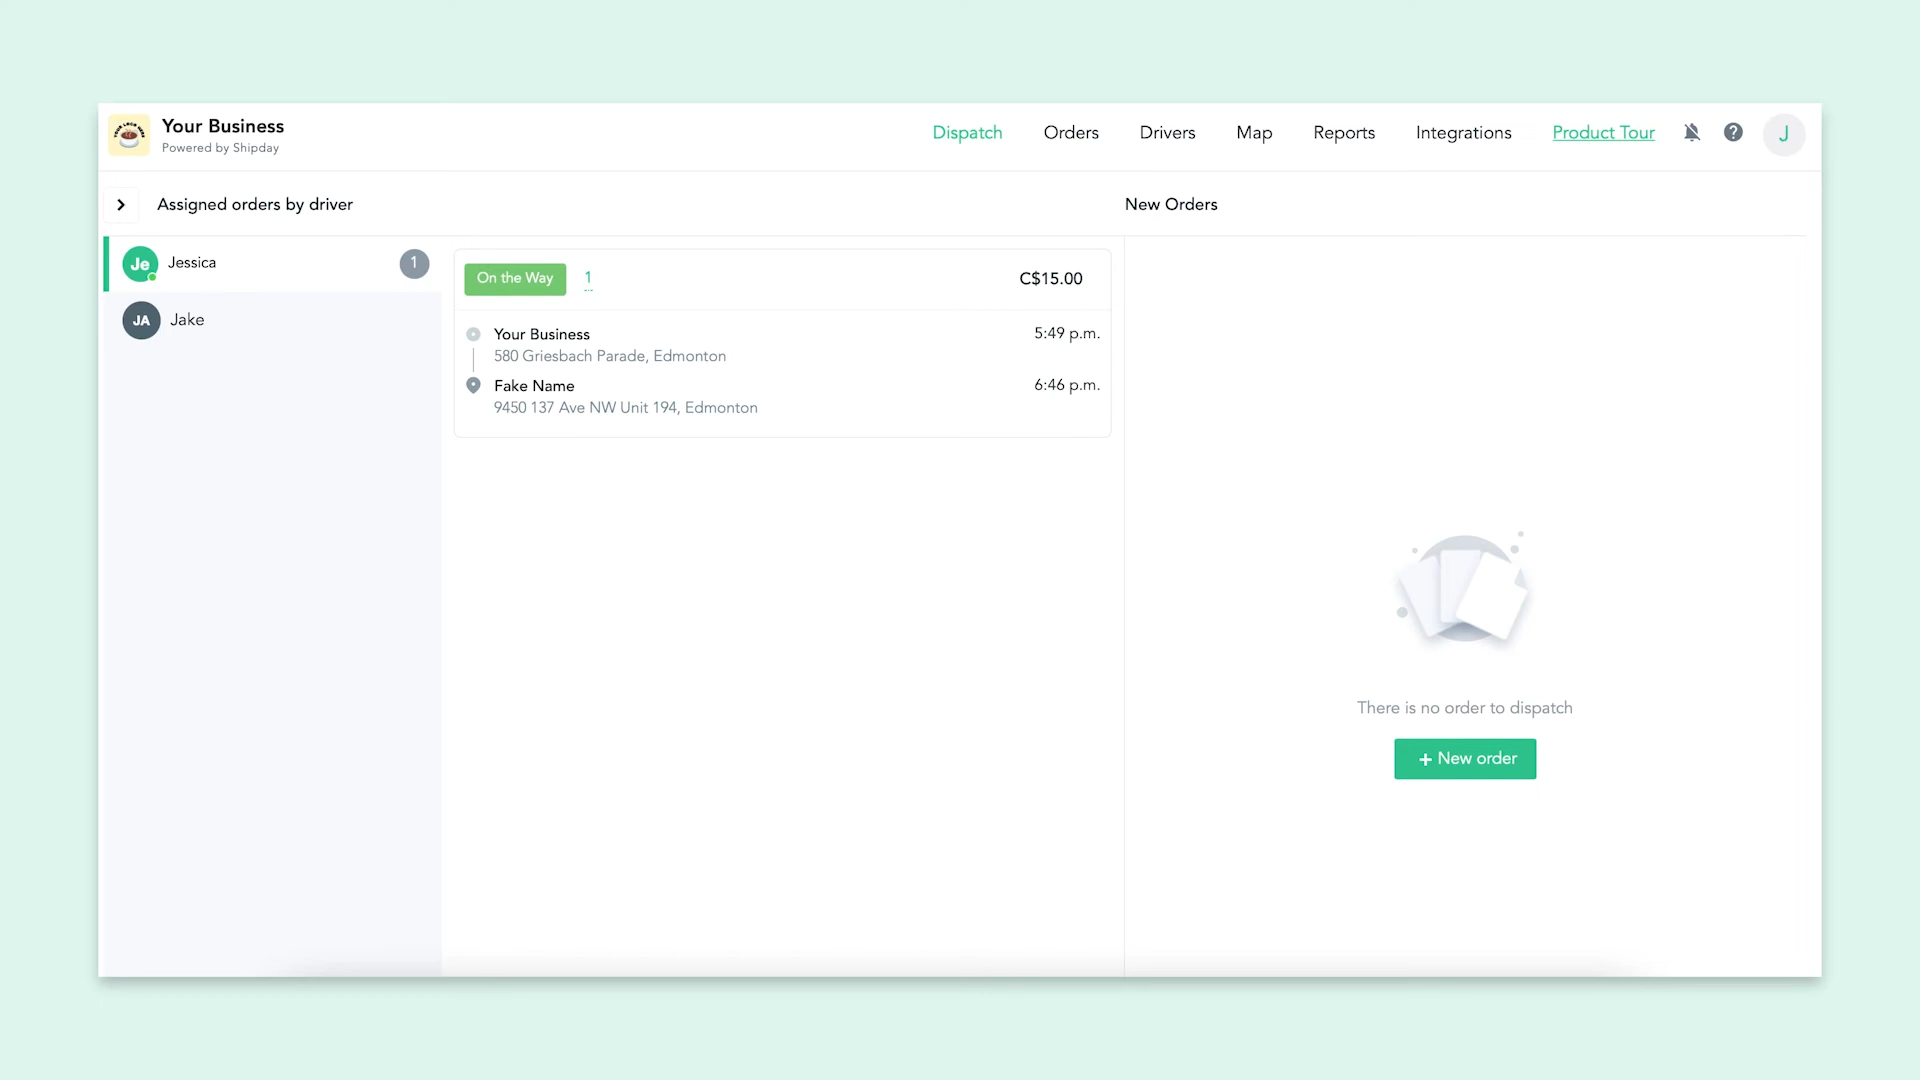 Your Business
Powered by Shipday
Dispatch
Orders
Drivers
Map
Reports
Integrations
Product Tour
?
J
Assigned orders by driver
New Orders
Je
Jessica
1
JA
Jake
On the Way
1
C$15.00
Your Business
5:49 p.m.
580 Griesbach Parade, Edmonton
Fake Name
6:46 p.m.
9450 137 Ave NW Unit 194, Edmonton
There is no order to dispatch
+ New order